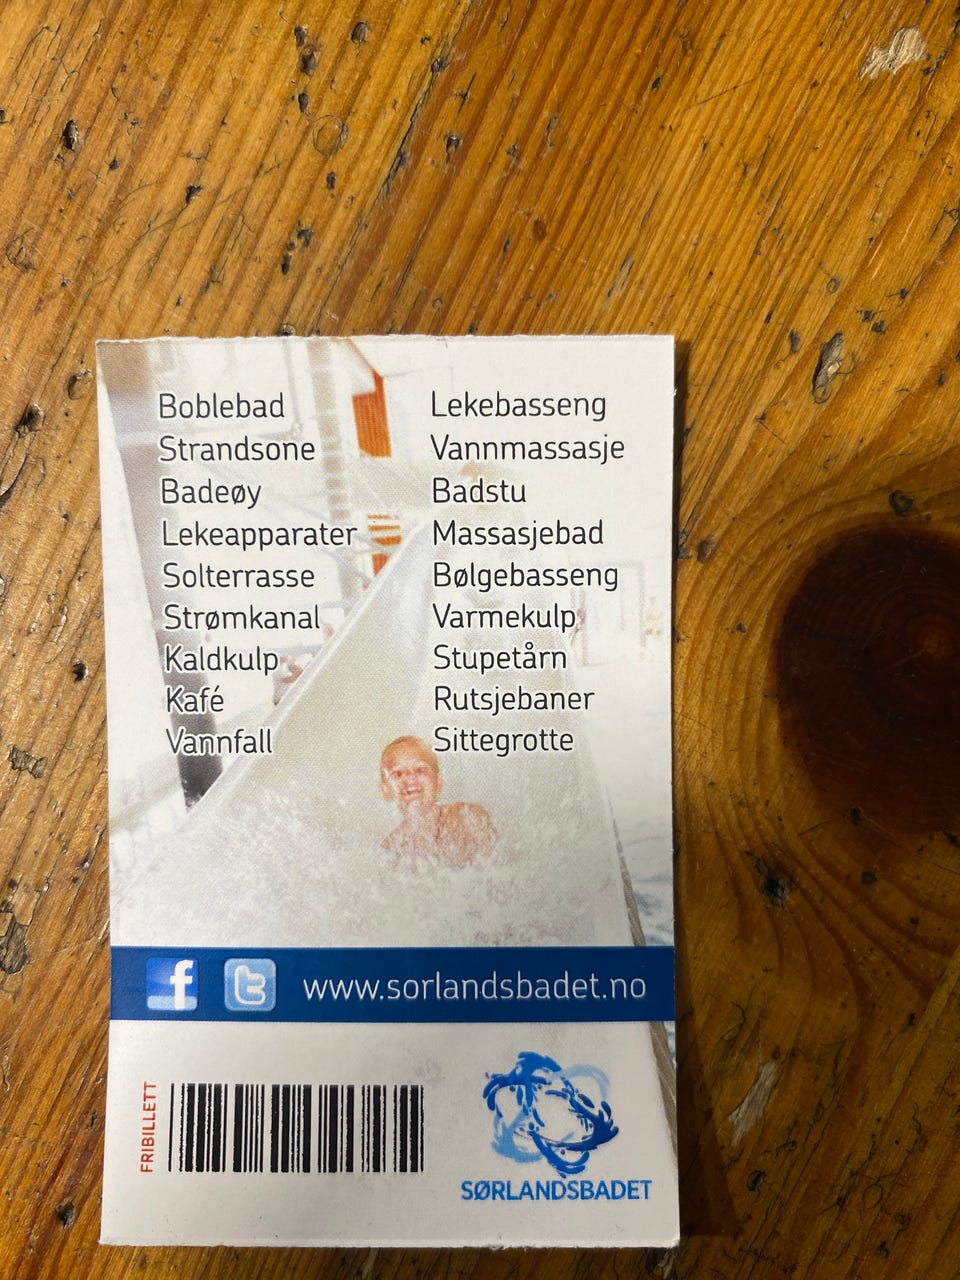 Boblebad
Strandsone
Badeøy
Lekeapparater
Solterrasse
Strømkanal
Kaldkulp
Kafé
Vannfall
Lekebasseng
Vannmassasje
Badstu
Massasjebad
Bølgebasseng
Varmekulp
Stupetårn
Rutsjebaner
Sittegrotte
www.sorlandsbadet.no
FRIBILLETT
SØRLANDSBADET